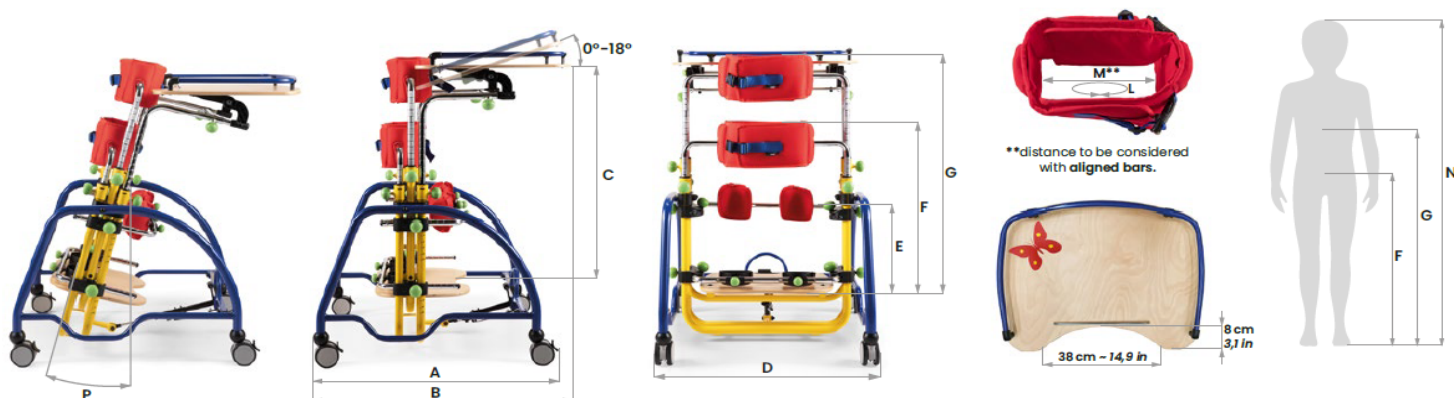 P
0°-18°
C
A
B
G
F
E
D
M**
L
**distance to be considered
with aligned bars.
8 cm
3,1 in
38 cm ~ 14,9 in
N
G
F